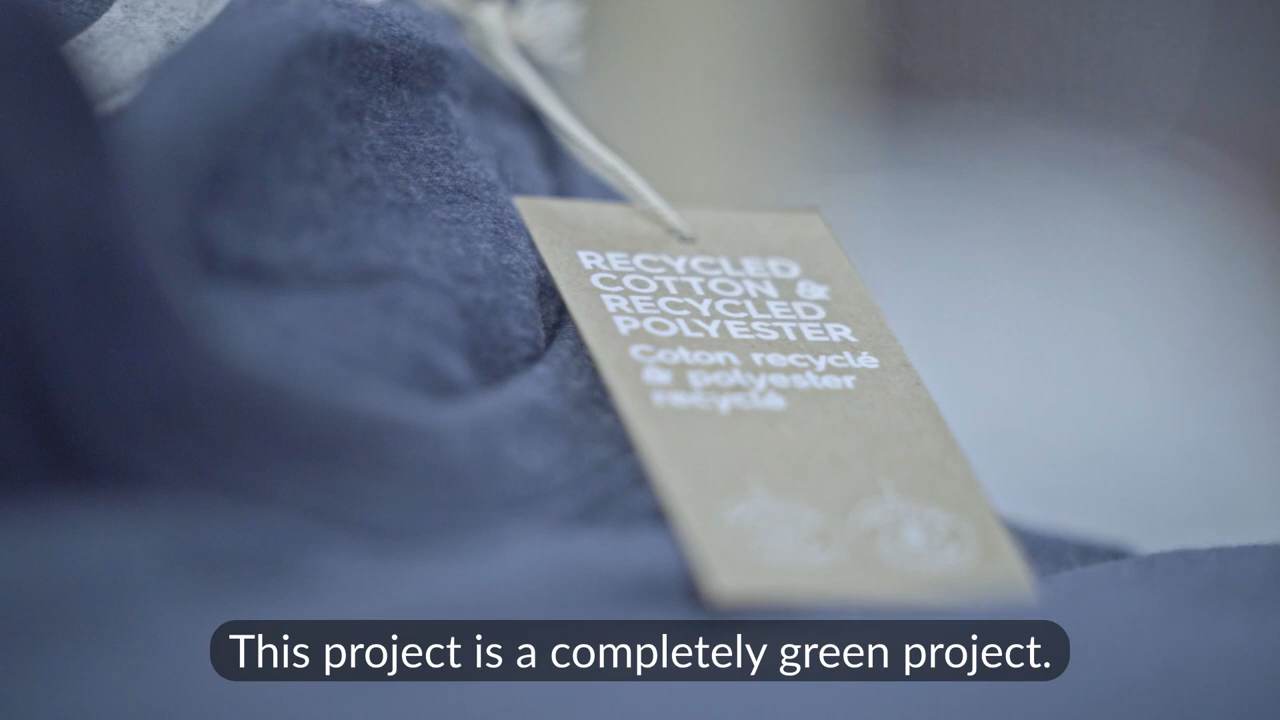 RECYCLED
COTTON &
RECYCLED
POLYESTER
Coton recyclé
& polyester
recyclé
This project is a completely green project.